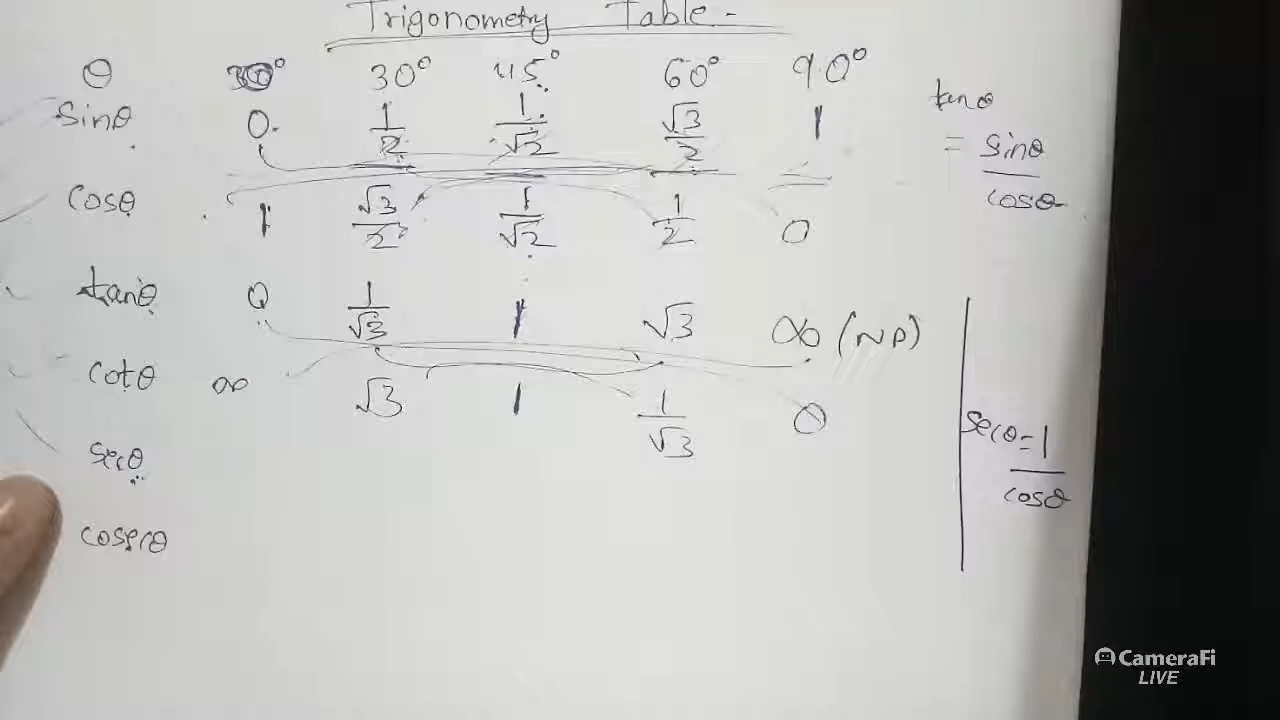 Trigonometry Table -
θ 0° 30° 45° 60° 90°
sinθ 0 1/2 1/√2 √3/2 1
cosθ 1 √3/2 1/√2 1/2 0
tanθ 0 1/√3 1 √3 ∞ (ND)
cotθ ∞ √3 1 1/√3 0
secθ
cosecθ
tanθ
= sinθ/cosθ
secθ=1/cosθ
CameraFi
LIVE